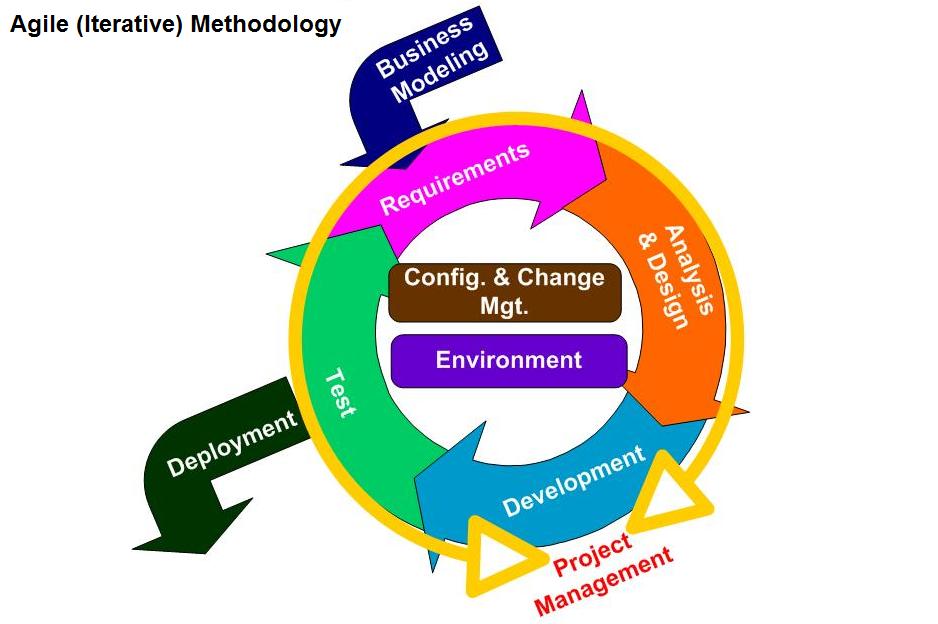 Agile (Iterative) Methodology
Business
Modeling
Requirements
Analysis
& Design
Config. & Change
Mgt.
Environment
Test
Deployment
Development
Project
Management